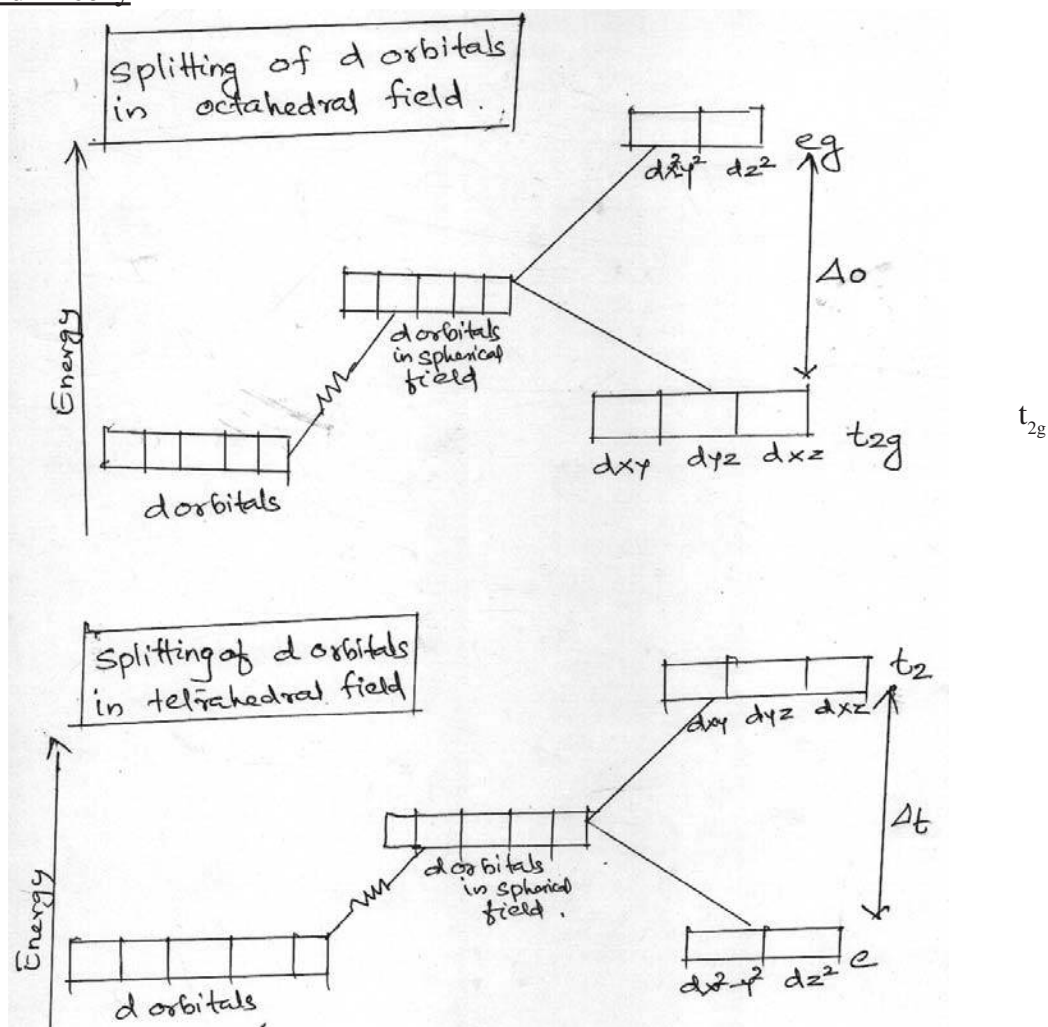 splitting of d orbitals
in octahedral field.
eg
dx²y² dz²
Δo
d orbitals
in spherical
field
Energy
t2g
t₂g
dxy dyz dxz
d orbitals
splitting of d orbitals
in tetrahedral field
t2
dxy dyz dxz
Δt
d orbitals
in spherical
field.
Energy
e
dx²-y² dz²
d orbitals